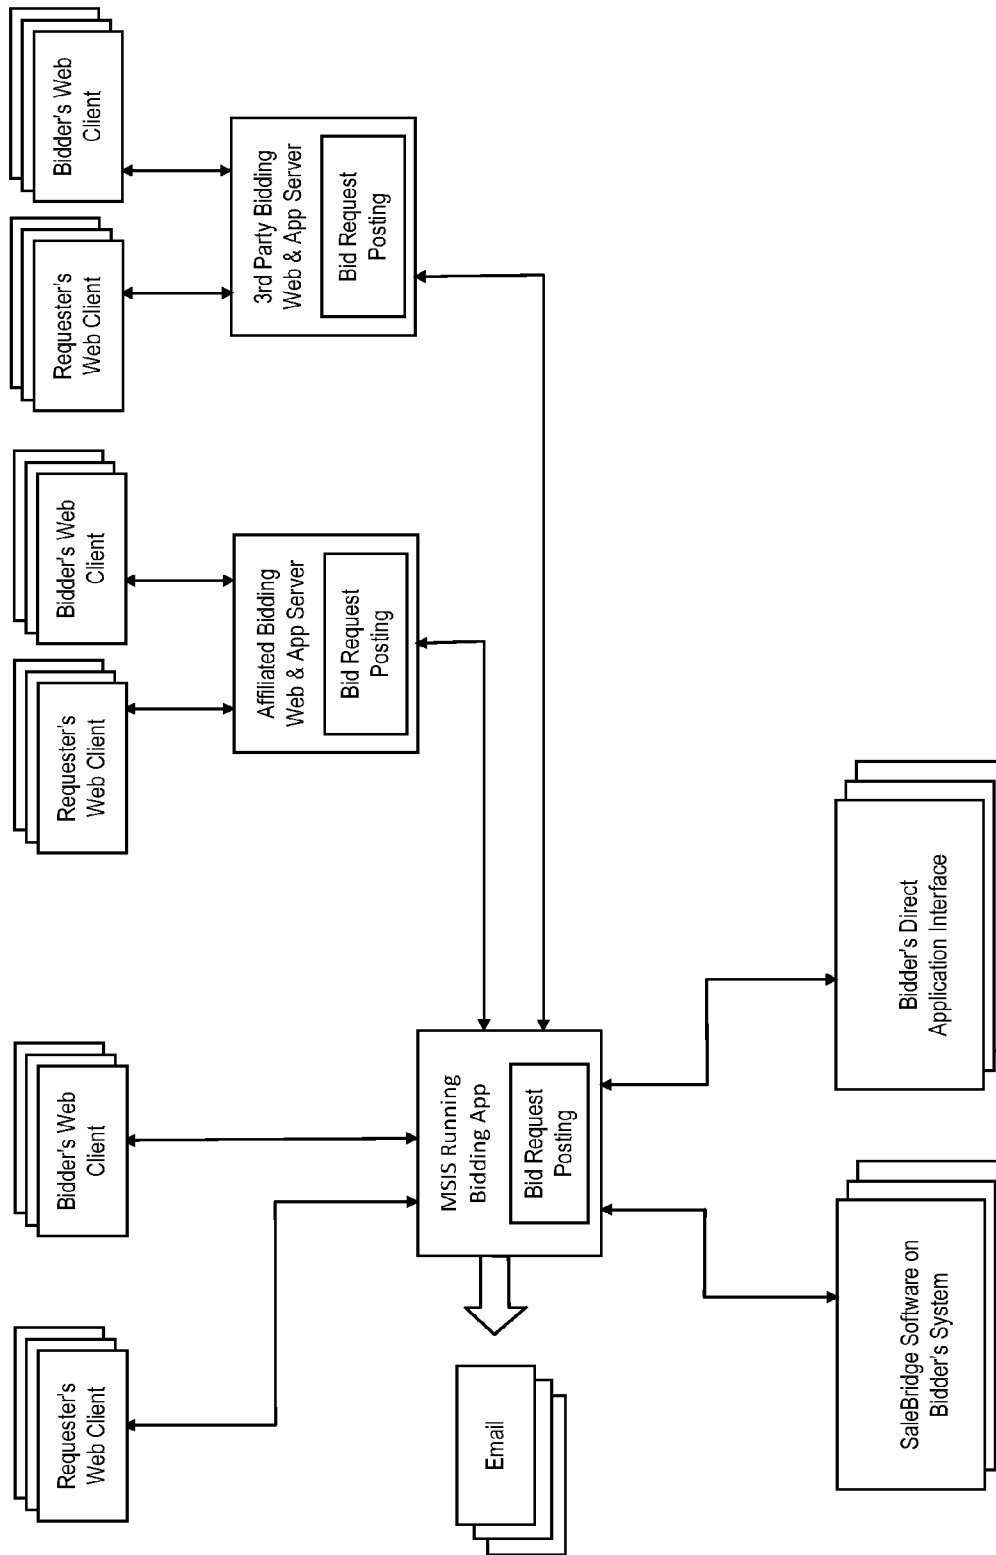 Requester's
Web Client
Bidder's Web
Client
Requester's
Web Client
Bidder's Web
Client
Requester's
Web Client
Bidder's Web
Client
Affiliated Bidding
Web & App Server
Bid Request
Posting
3rd Party Bidding
Web & App Server
Bid Request
Posting
Email
MSIS Running
Bidding App
Bid Request
Posting
SaleBridge Software on
Bidder's System
Bidder's Direct
Application Interface